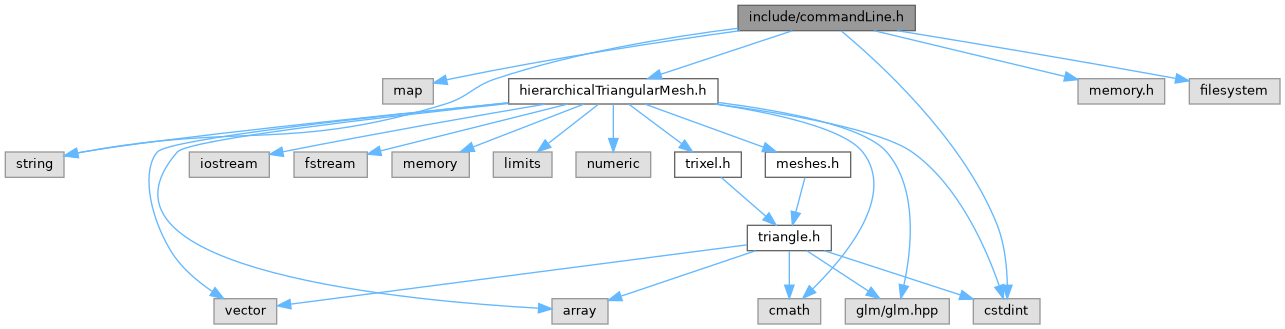 include/commandLine.h
map
hierarchicalTriangularMesh.h
memory.h
filesystem
string
iostream
fstream
memory
limits
numeric
trixel.h
meshes.h
triangle.h
vector
array
cmath
glm/glm.hpp
cstdint